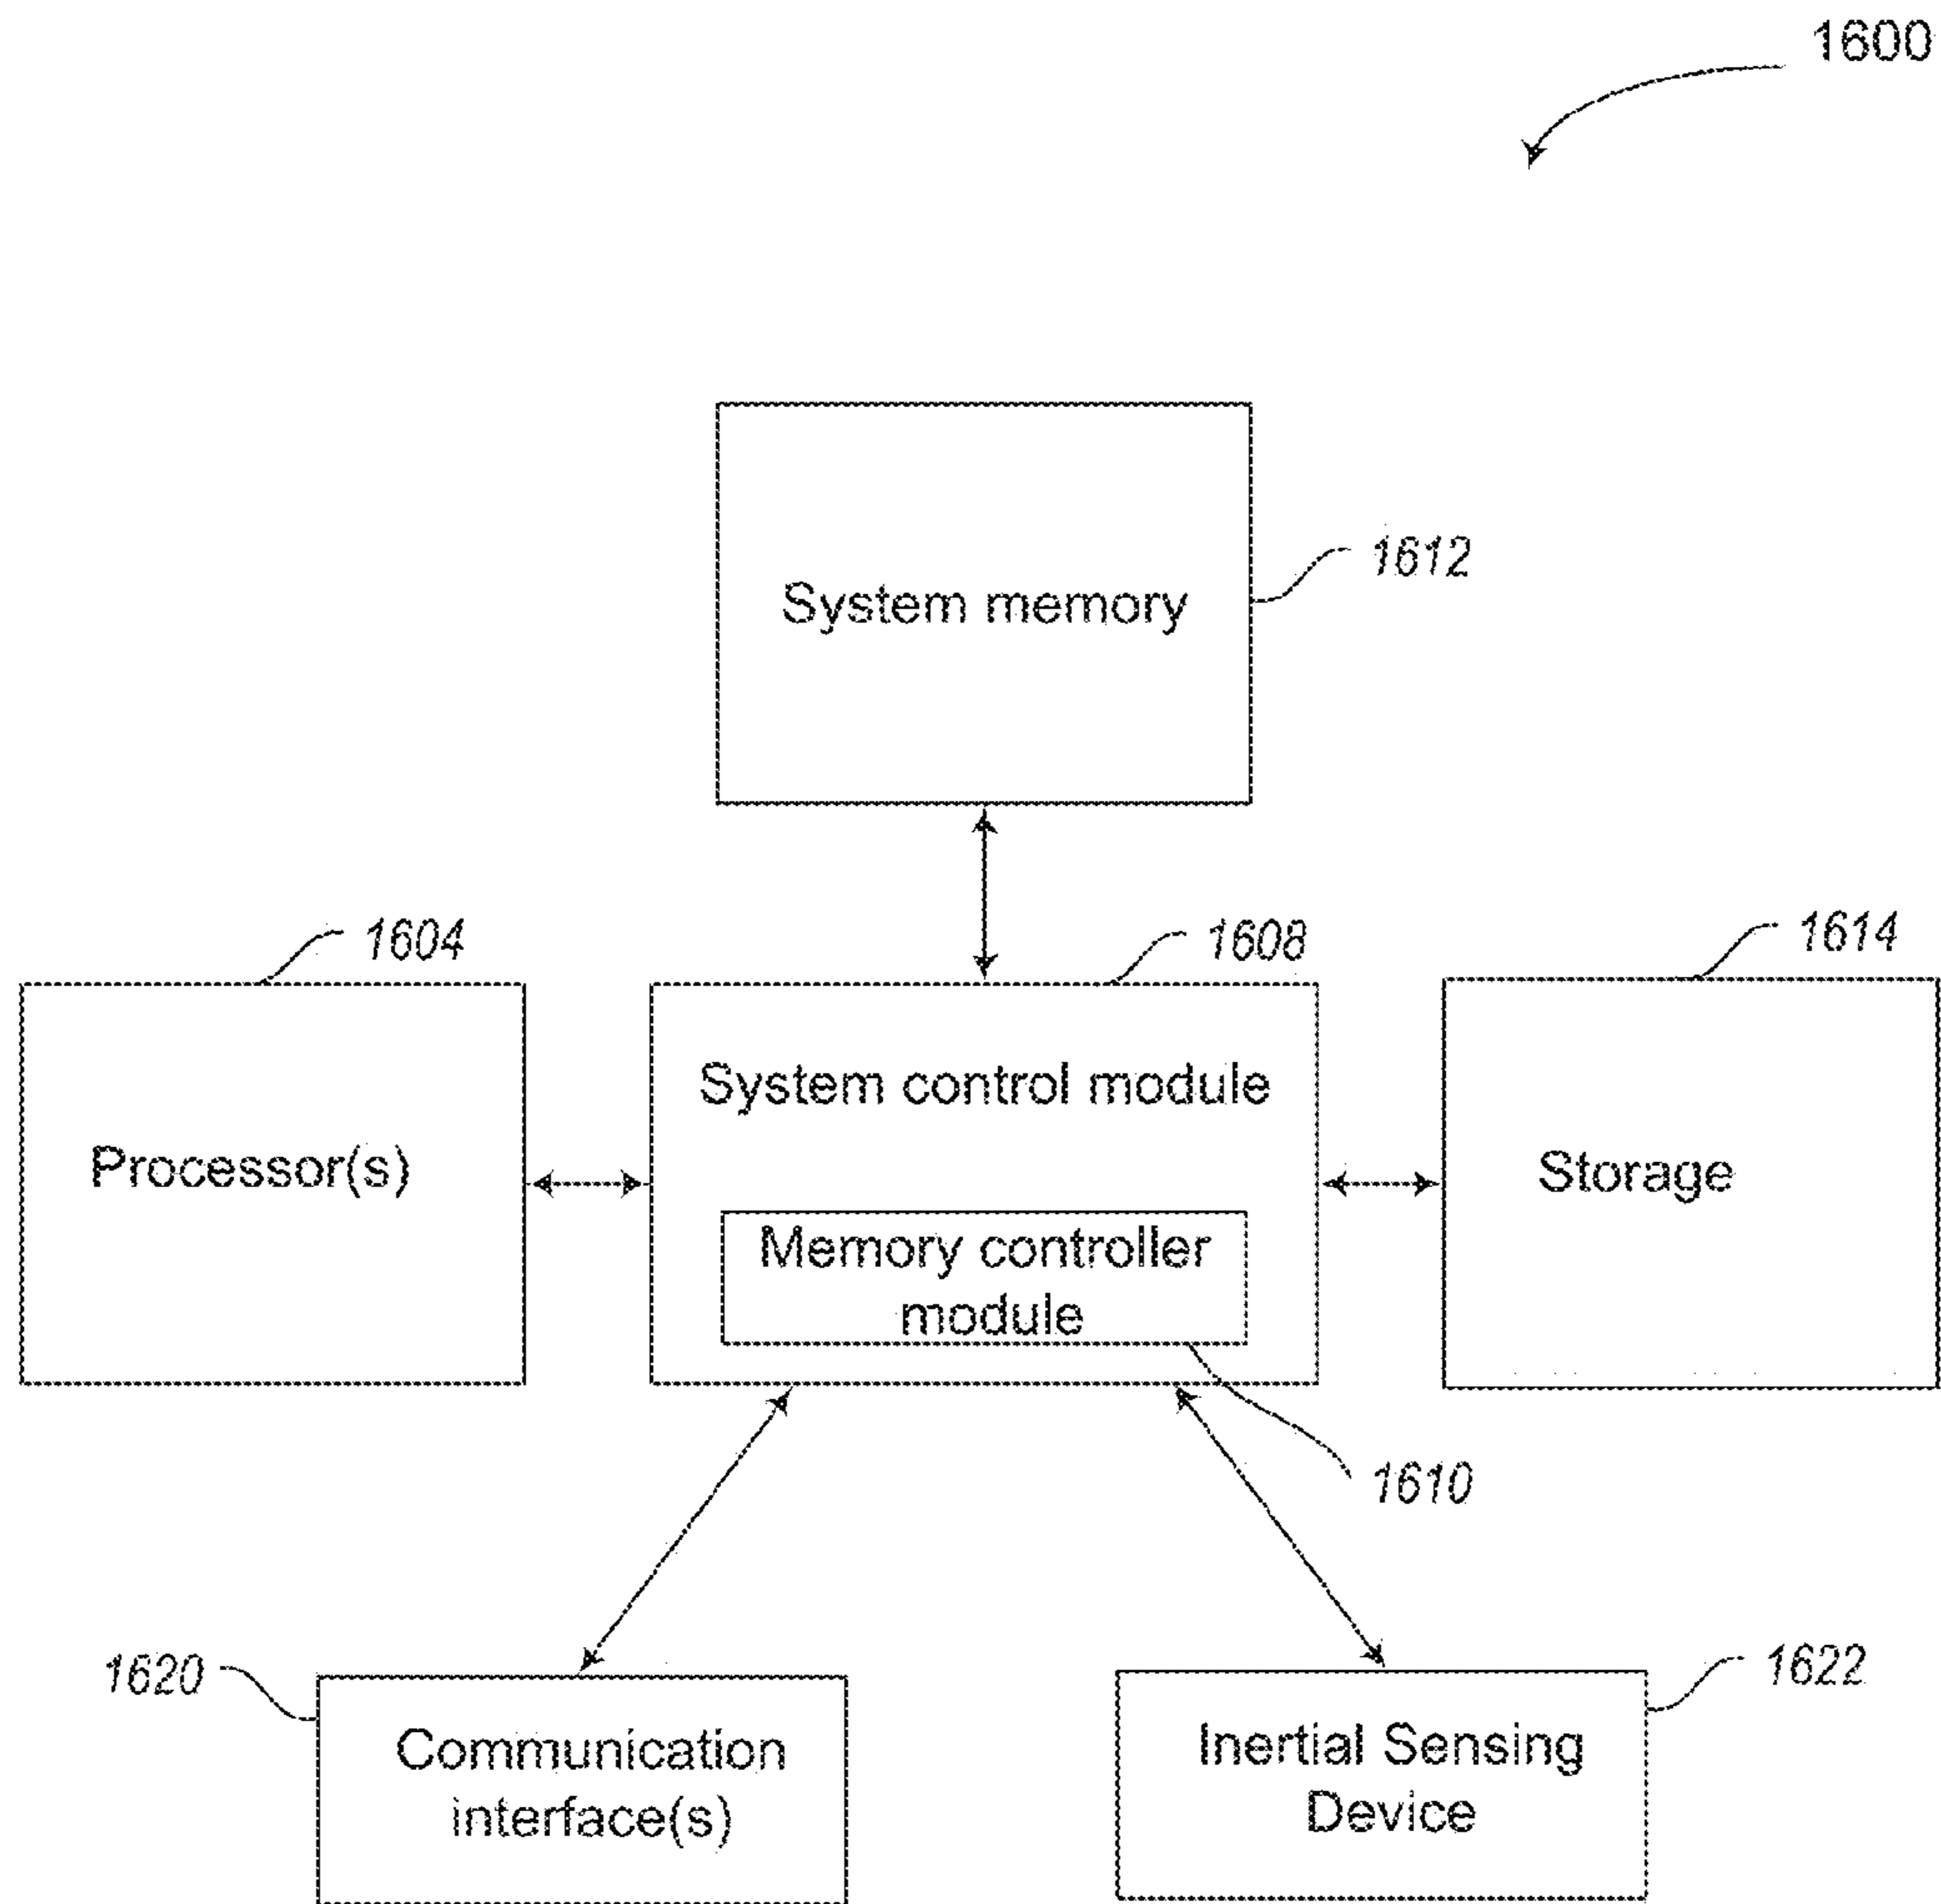 1600
System memory
1612
1604
1608
1614
Processor(s)
System control module
Storage
Memory controller
module
1610
1620
Communication
interface(s)
1622
Inertial Sensing
Device